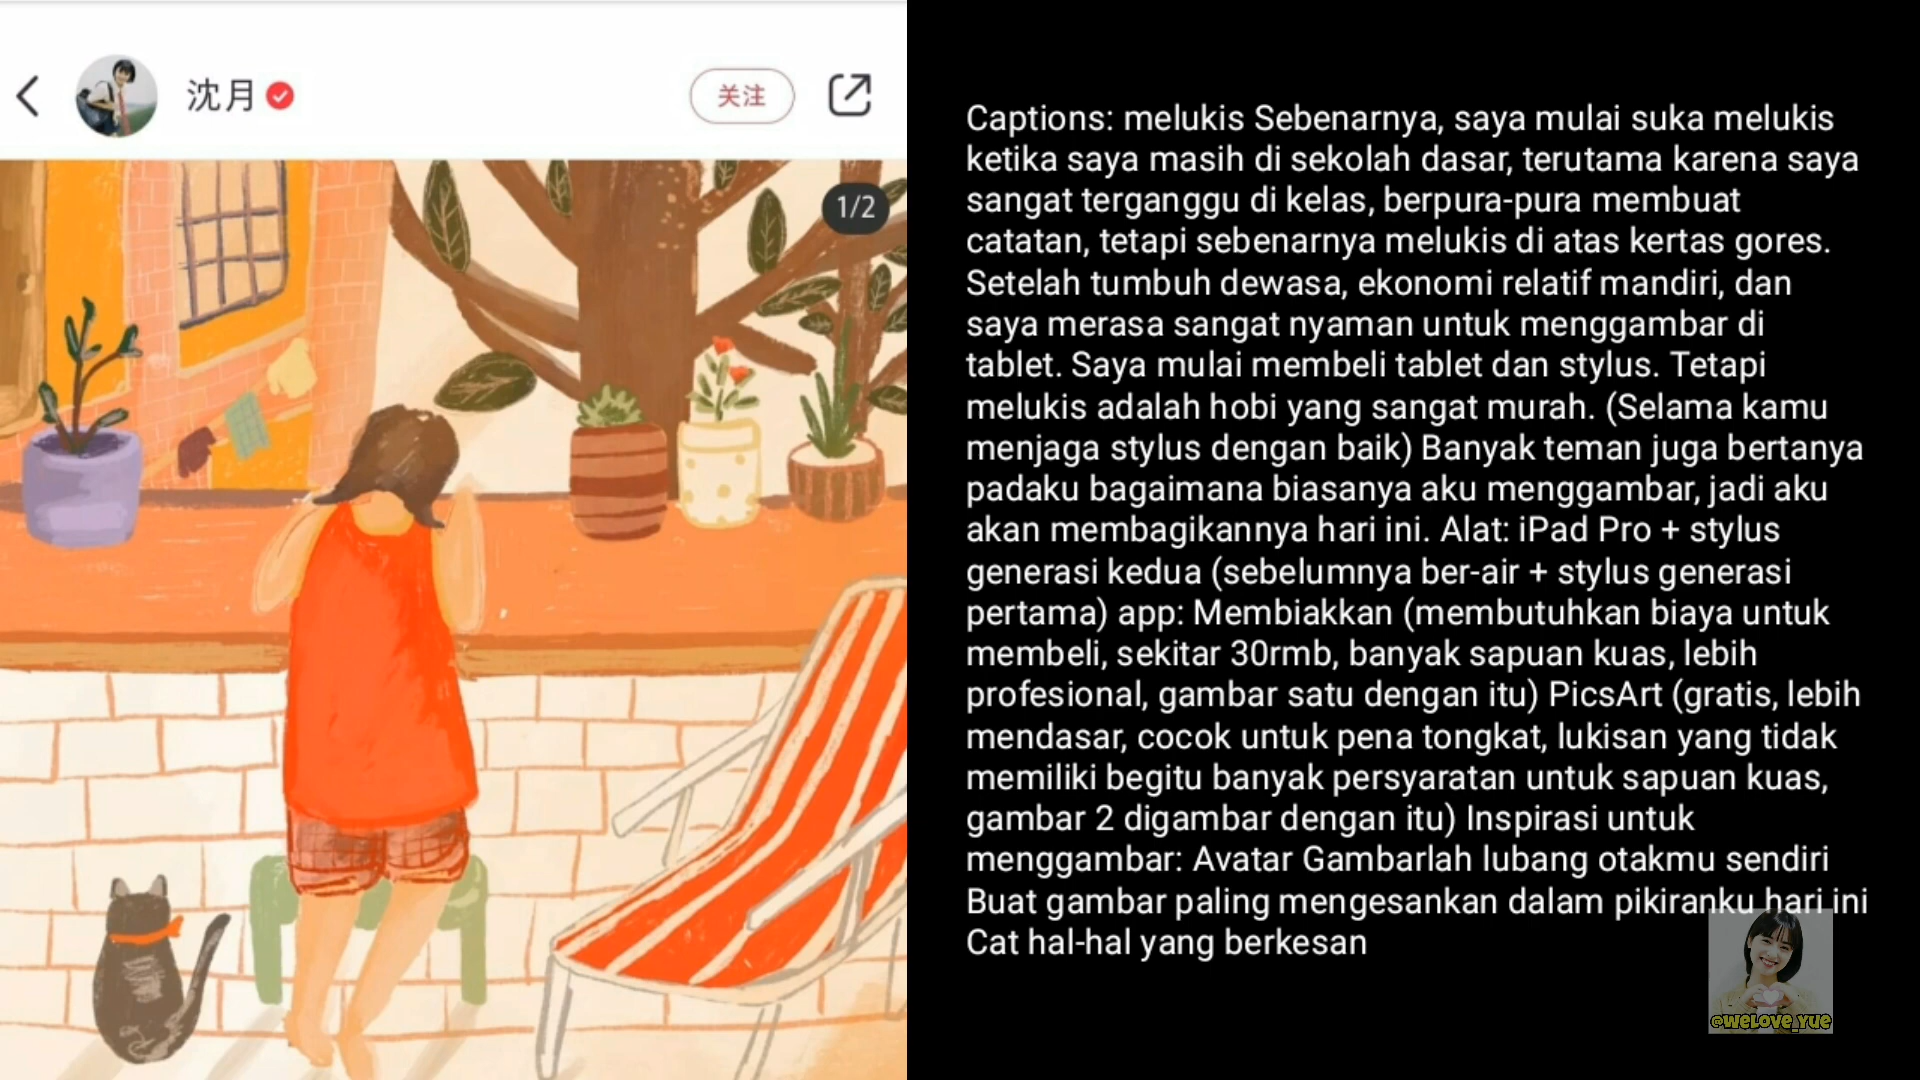 沈月
关注
1/2
Captions: melukis Sebenarnya, saya mulai suka melukis
ketika saya masih di sekolah dasar, terutama karena saya
sangat terganggu di kelas, berpura-pura membuat
catatan, tetapi sebenarnya melukis di atas kertas gores.
Setelah tumbuh dewasa, ekonomi relatif mandiri, dan
saya merasa sangat nyaman untuk menggambar di
tablet. Saya mulai membeli tablet dan stylus. Tetapi
melukis adalah hobi yang sangat murah. (Selama kamu
menjaga stylus dengan baik) Banyak teman juga bertanya
padaku bagaimana biasanya aku menggambar, jadi aku
akan membagikannya hari ini. Alat: iPad Pro + stylus
generasi kedua (sebelumnya ber-air + stylus generasi
pertama) app: Membiakkan (membutuhkan biaya untuk
membeli, sekitar 30rmb, banyak sapuan kuas, lebih
profesional, gambar satu dengan itu) PicsArt (gratis, lebih
mendasar, cocok untuk pena tongkat, lukisan yang tidak
memiliki begitu banyak persyaratan untuk sapuan kuas,
gambar 2 digambar dengan itu) Inspirasi untuk
menggambar: Avatar Gambarlah lubang otakmu sendiri
Buat gambar paling mengesankan dalam pikiranku hari ini
Cat hal-hal yang berkesan
@WELOVE_YUE